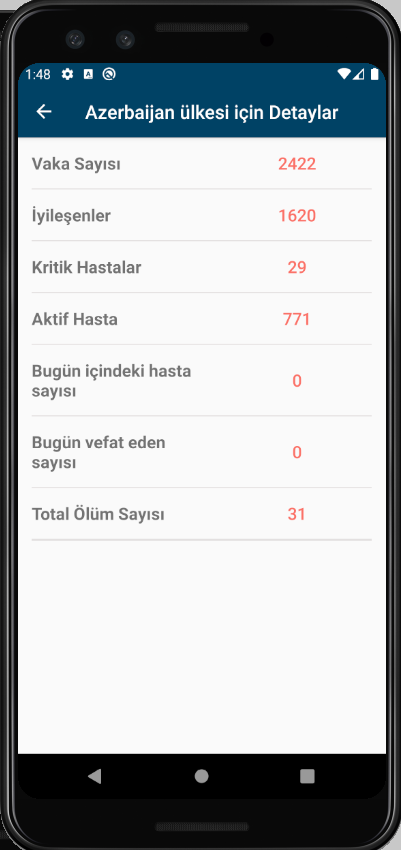 1:48
Azerbaijan ülkesi için Detaylar
Vaka Sayısı 2422
İyileşenler 1620
Kritik Hastalar 29
Aktif Hasta 771
Bugün içindeki hasta
sayısı 0
Bugün vefat eden
sayısı 0
Total Ölüm Sayısı 31